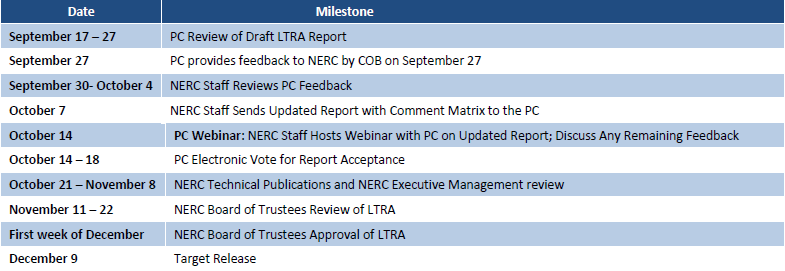 Date Milestone
September 17 – 27 PC Review of Draft LTRA Report
September 27 PC provides feedback to NERC by COB on September 27
September 30- October 4 NERC Staff Reviews PC Feedback
October 7 NERC Staff Sends Updated Report with Comment Matrix to the PC
October 14 PC Webinar: NERC Staff Hosts Webinar with PC on Updated Report; Discuss Any Remaining Feedback
October 14 – 18 PC Electronic Vote for Report Acceptance
October 21 – November 8 NERC Technical Publications and NERC Executive Management review
November 11 – 22 NERC Board of Trustees Review of LTRA
First week of December NERC Board of Trustees Approval of LTRA
December 9 Target Release